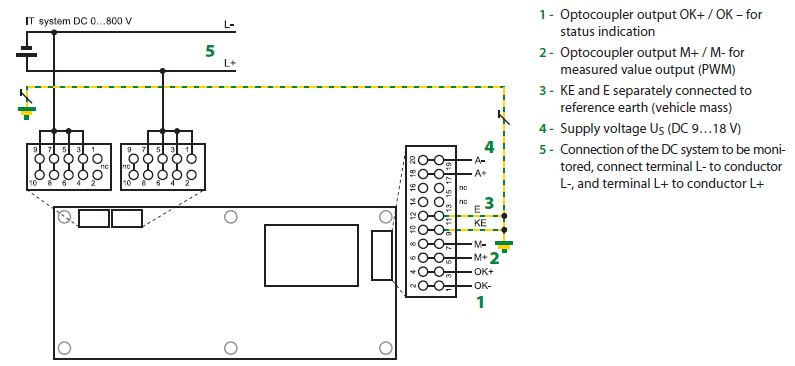 IT system DC 0...800 V
L-
5
L+
9 7 5 3 1
nc
10 8 6 4 2
9 7 5 3 1
nc
10 8 6 4 2
4
20 19 A-
18 17 A+
16 15 nc
14 13 nc
3
12 11 E
10 9 KE
8 7 M-
6 5 M+ 2
4 3 OK+
2 1 OK-
1
1 - Optocoupler output OK+ / OK – for
status indication
2 - Optocoupler output M+ / M- for
measured value output (PWM)
3 - KE and E separately connected to
reference earth (vehicle mass)
4 - Supply voltage US (DC 9…18 V)
5 - Connection of the DC system to be moni-
tored, connect terminal L- to conductor
L-, and terminal L+ to conductor L+